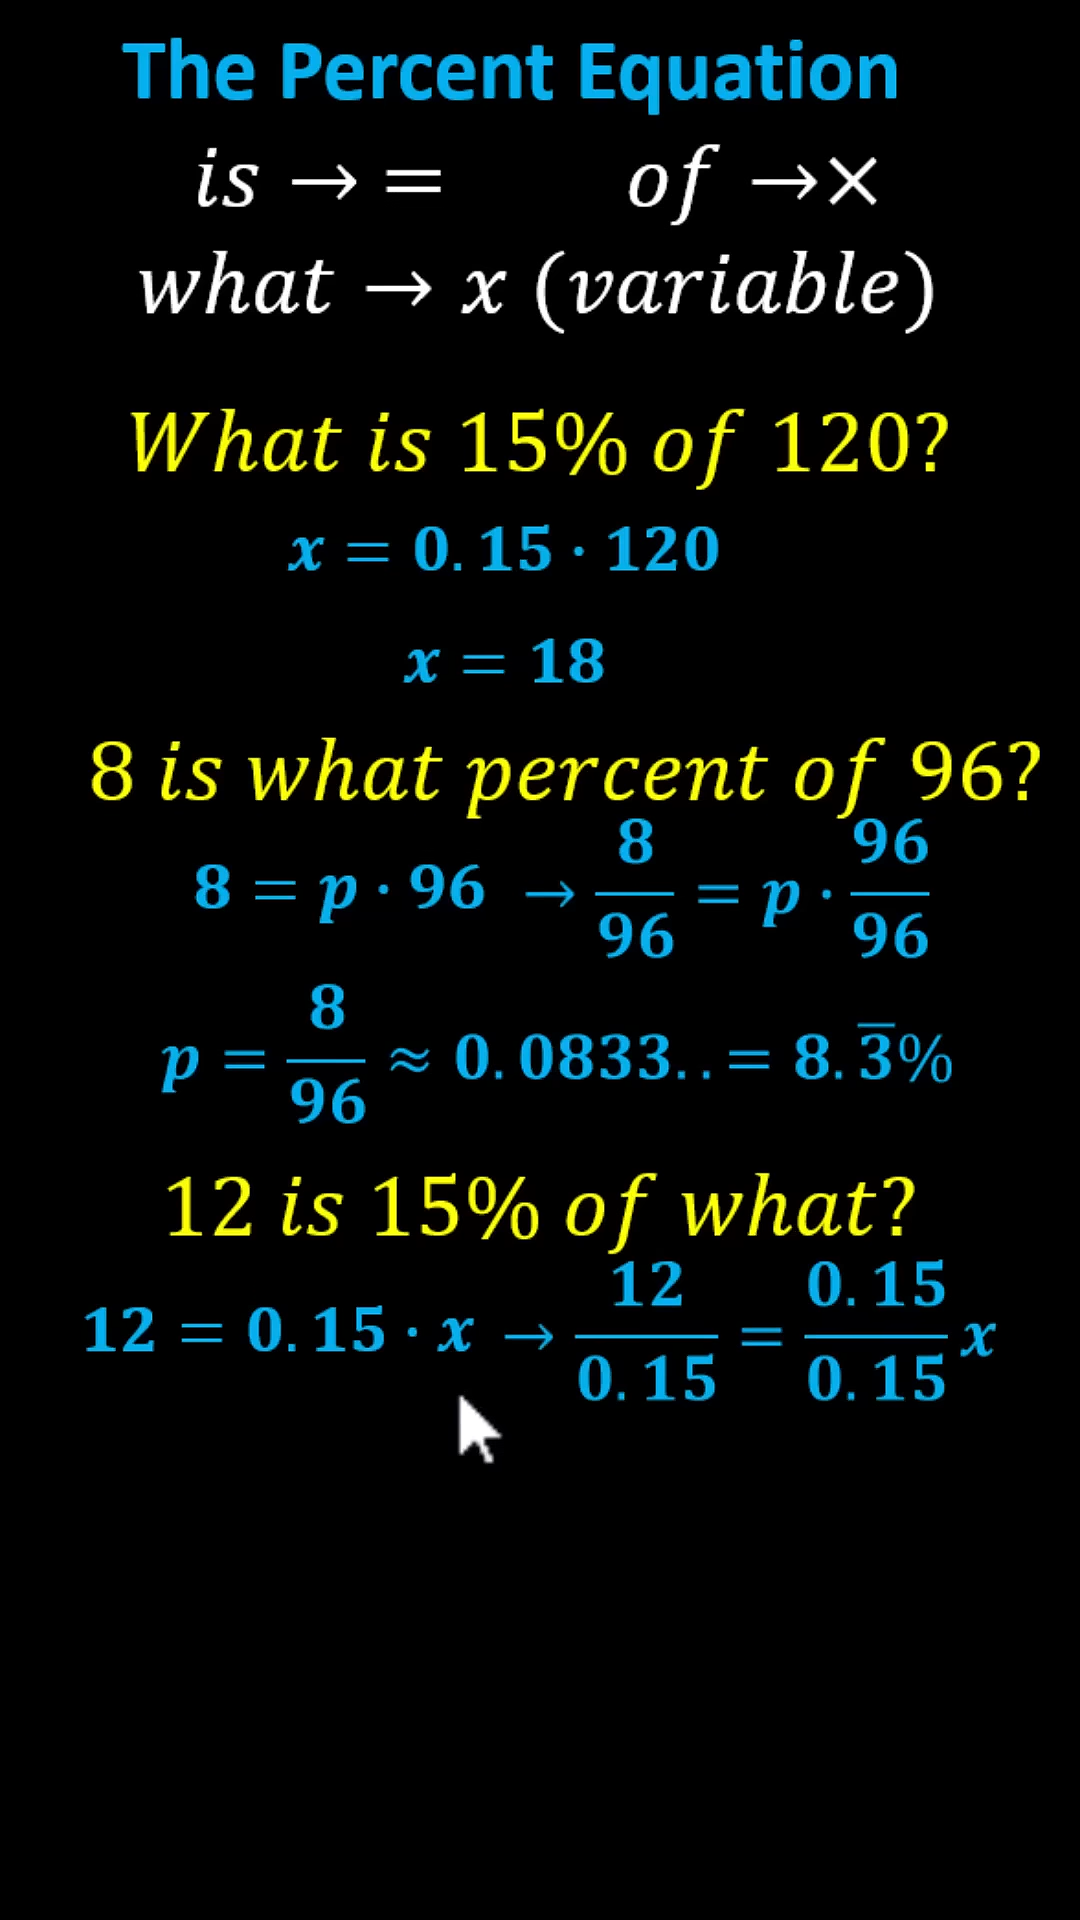 The Percent Equation
is → = of →×
what → x (variable)
What is 15% of 120?
x = 0.15 · 120
x = 18
8 is what percent of 96?
8 = p · 96 → 8/96 = p · 96/96
p = 8/96 ≈ 0.0833.. = 8.3̅%
12 is 15% of what?
12 = 0.15 · x → 12/0.15 = 0.15/0.15 x